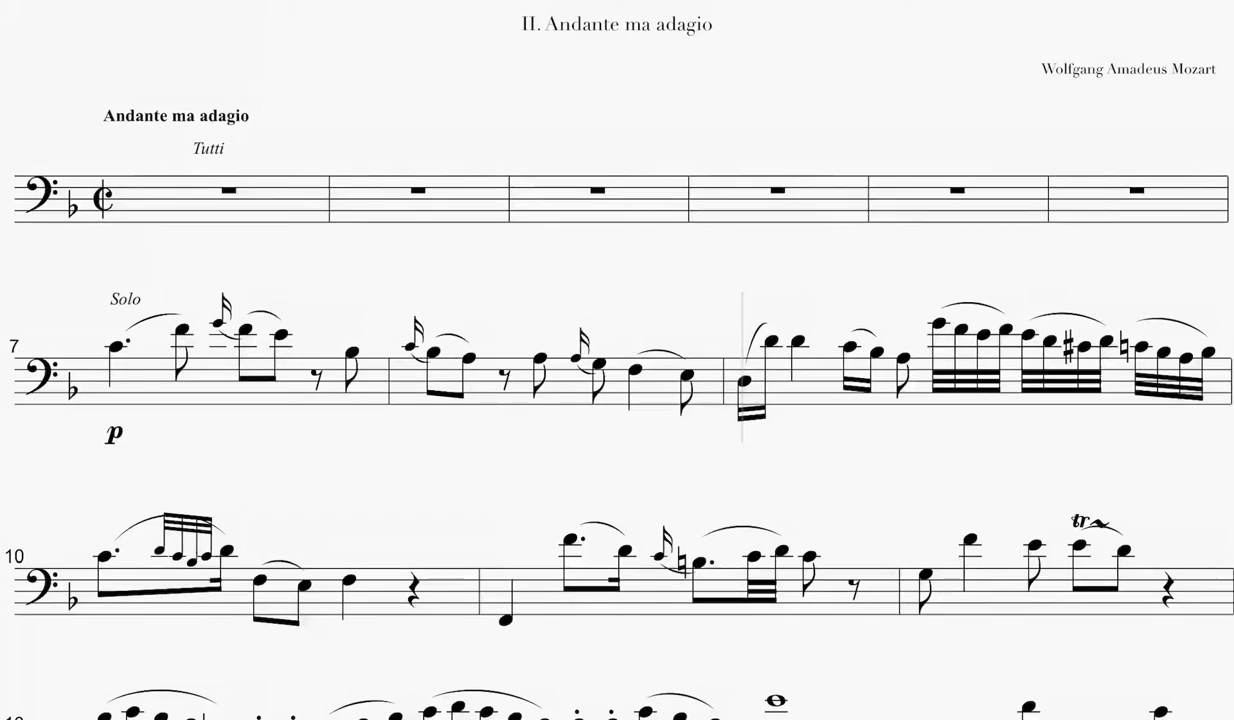 II. Andante ma adagio
Wolfgang Amadeus Mozart
Andante ma adagio
Tutti
Solo
7
p
10
tr